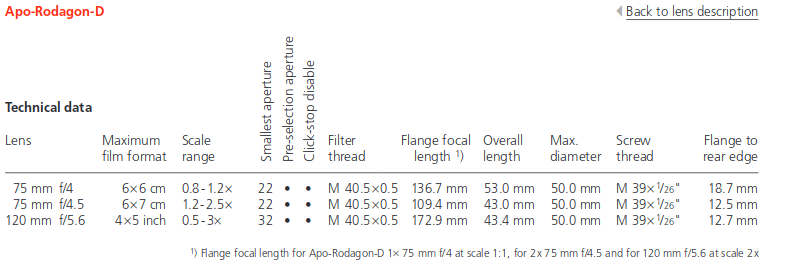 Apo-Rodagon-D
Back to lens description
Technical data
Smallest aperture
Pre-selection aperture
Click-stop disable
Lens Maximum Scale Filter Flange focal Overall Max. Screw Flange to
film format range thread length ¹) length diameter thread rear edge
75 mm f/4 6×6 cm 0.8-1.2× 22 • • M 40.5×0.5 136.7 mm 53.0 mm 50.0 mm M 39×1/26" 18.7 mm
75 mm f/4.5 6×7 cm 1.2-2.5× 22 • • M 40.5×0.5 109.4 mm 43.0 mm 50.0 mm M 39×1/26" 12.5 mm
120 mm f/5.6 4×5 inch 0.5-3× 32 • • M 40.5×0.5 172.9 mm 43.4 mm 50.0 mm M 39×1/26" 12.7 mm
¹) Flange focal length for Apo-Rodagon-D 1× 75 mm f/4 at scale 1:1, for 2x 75 mm f/4.5 and for 120 mm f/5.6 at scale 2x